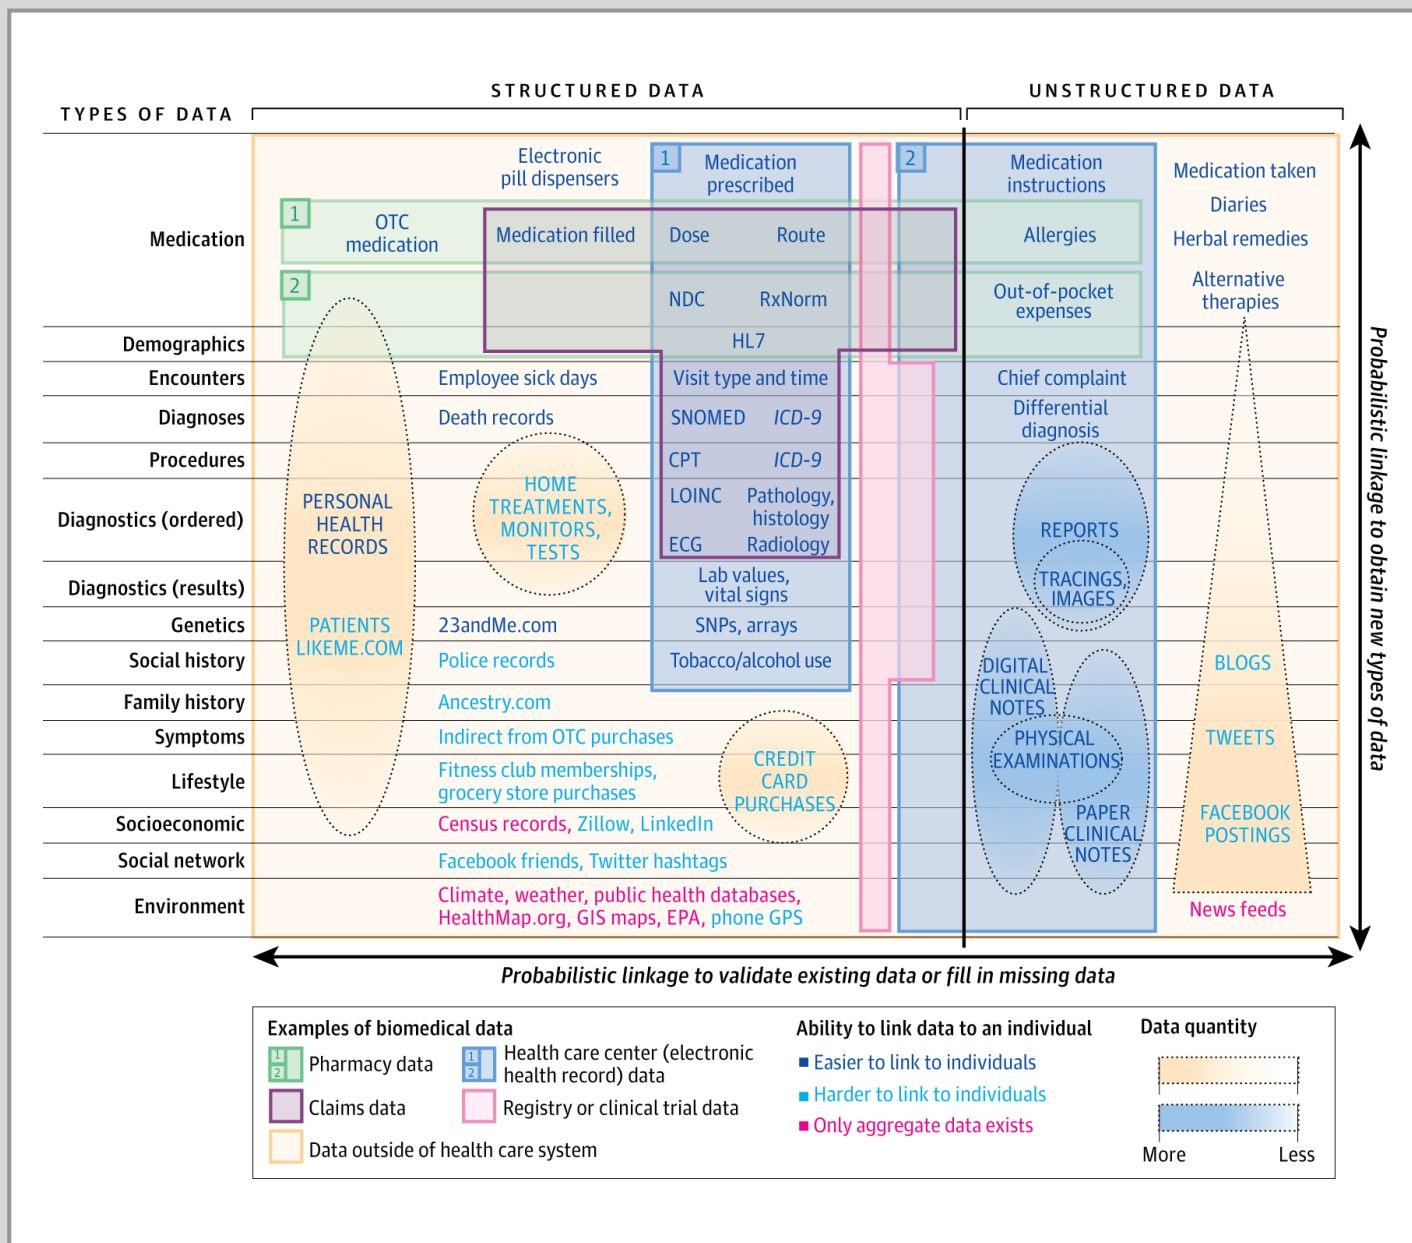 STRUCTURED DATA
UNSTRUCTURED DATA
TYPES OF DATA
Medication
Demographics
Encounters
Diagnoses
Procedures
Diagnostics (ordered)
Diagnostics (results)
Genetics
Social history
Family history
Symptoms
Lifestyle
Socioeconomic
Social network
Environment
Electronic
pill dispensers
1
Medication
prescribed
2
Medication
instructions
Medication taken
Diaries
Herbal remedies
Alternative
therapies
1
OTC
medication
Medication filled
Dose
Route
Allergies
2
NDC
RxNorm
Out-of-pocket
expenses
HL7
Employee sick days
Visit type and time
Chief complaint
Death records
SNOMED
ICD-9
Differential
diagnosis
CPT
ICD-9
PERSONAL
HEALTH
RECORDS
HOME
TREATMENTS,
MONITORS,
TESTS
LOINC
Pathology,
histology
ECG
Radiology
REPORTS
TRACINGS,
IMAGES
Lab values,
vital signs
PATIENTS
LIKEME.COM
23andMe.com
SNPs, arrays
Police records
Tobacco/alcohol use
DIGITAL
CLINICAL
NOTES
BLOGS
Ancestry.com
Indirect from OTC purchases
PHYSICAL
EXAMINATIONS
TWEETS
Fitness club memberships,
grocery store purchases
CREDIT
CARD
PURCHASES
Census records, Zillow, LinkedIn
PAPER
CLINICAL
NOTES
FACEBOOK
POSTINGS
Facebook friends, Twitter hashtags
Climate, weather, public health databases,
HealthMap.org, GIS maps, EPA, phone GPS
News feeds
Probabilistic linkage to obtain new types of data
Probabilistic linkage to validate existing data or fill in missing data
Examples of biomedical data
1
2
Pharmacy data
1
2
Health care center (electronic
health record) data
Claims data
Registry or clinical trial data
Data outside of health care system
Ability to link data to an individual
Easier to link to individuals
Harder to link to individuals
Only aggregate data exists
Data quantity
More
Less